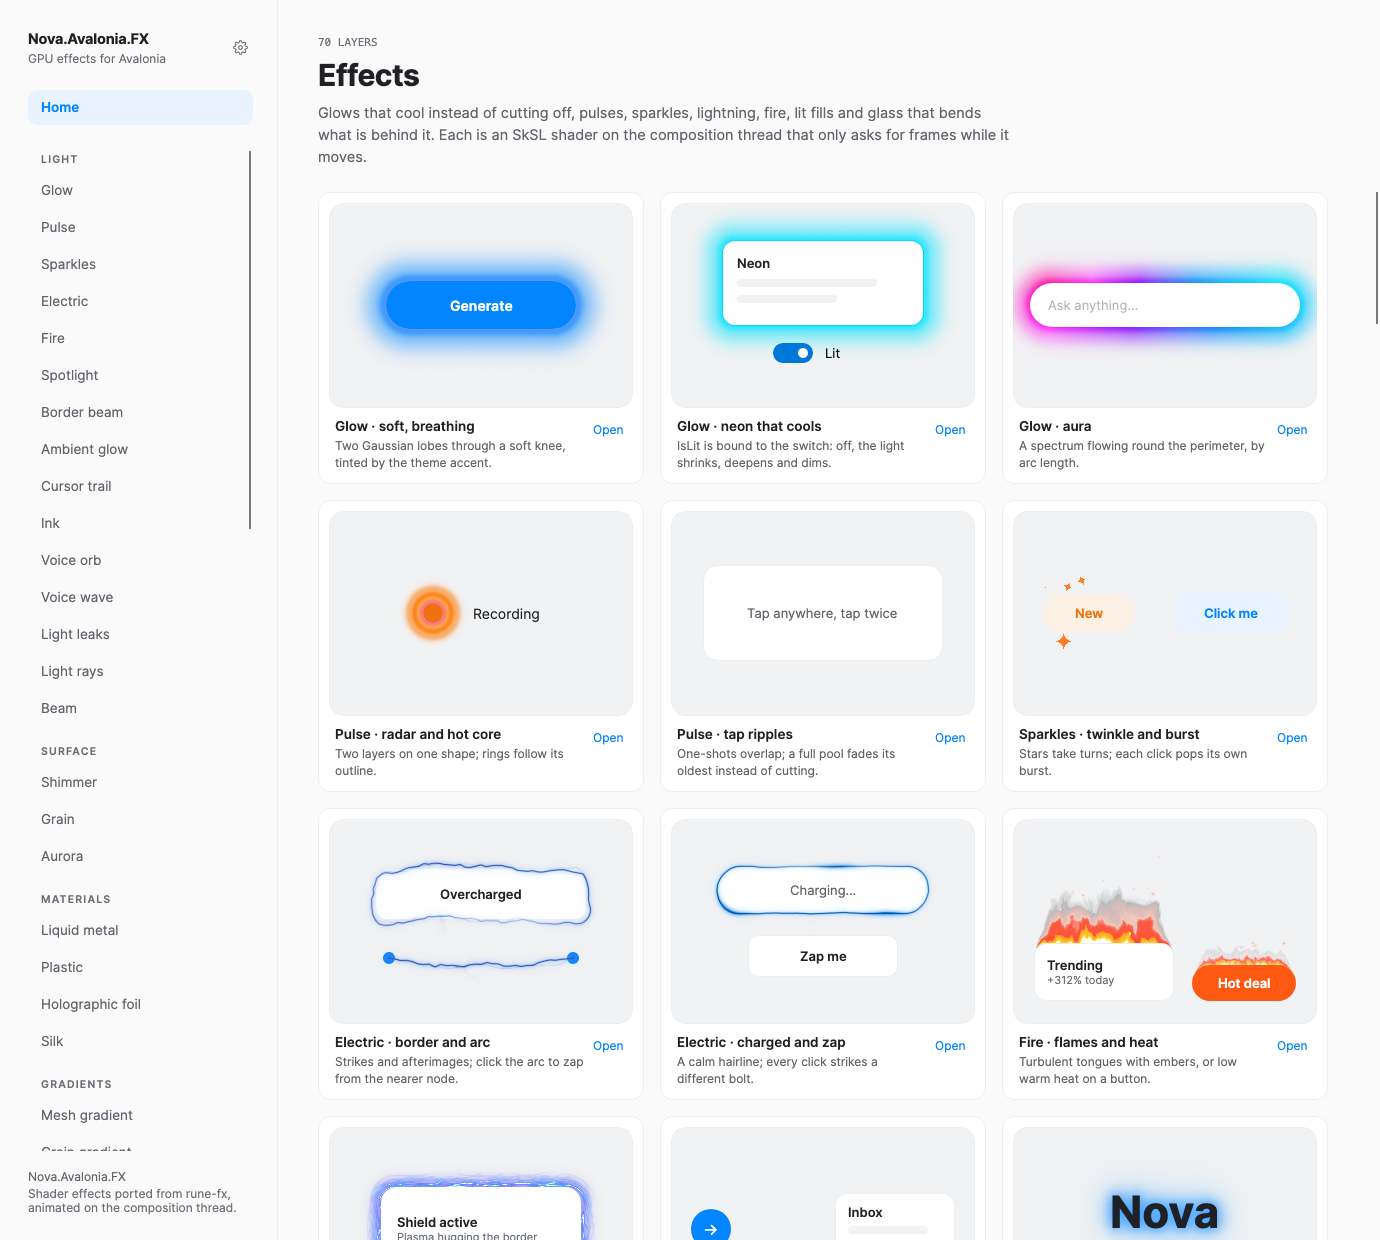 Nova.Avalonia.FX
GPU effects for Avalonia
Home
LIGHT
Glow
Pulse
Sparkles
Electric
Fire
Spotlight
Border beam
Ambient glow
Cursor trail
Ink
Voice orb
Voice wave
Light leaks
Light rays
Beam
SURFACE
Shimmer
Grain
Aurora
MATERIALS
Liquid metal
Plastic
Holographic foil
Silk
GRADIENTS
Mesh gradient
Grain gradient
Nova.Avalonia.FX
Shader effects ported from rune-fx,
animated on the composition thread.
70 LAYERS
Effects
Glows that cool instead of cutting off, pulses, sparkles, lightning, fire, lit fills and glass that bends
what is behind it. Each is an SkSL shader on the composition thread that only asks for frames while it
moves.
Generate
Glow · soft, breathing
Open
Two Gaussian lobes through a soft knee,
tinted by the theme accent.
Neon
Lit
Glow · neon that cools
Open
IsLit is bound to the switch: off, the light
shrinks, deepens and dims.
Ask anything...
Glow · aura
Open
A spectrum flowing round the perimeter, by
arc length.
Recording
Pulse · radar and hot core
Open
Two layers on one shape; rings follow its
outline.
Tap anywhere, tap twice
Pulse · tap ripples
Open
One-shots overlap; a full pool fades its
oldest instead of cutting.
New
Click me
Sparkles · twinkle and burst
Open
Stars take turns; each click pops its own
burst.
Overcharged
Electric · border and arc
Open
Strikes and afterimages; click the arc to zap
from the nearer node.
Charging...
Zap me
Electric · charged and zap
Open
A calm hairline; every click strikes a
different bolt.
Trending
+312% today
Hot deal
Fire · flames and heat
Open
Turbulent tongues with embers, or low
warm heat on a button.
Shield active
Plasma hugging the border
Inbox
Nova